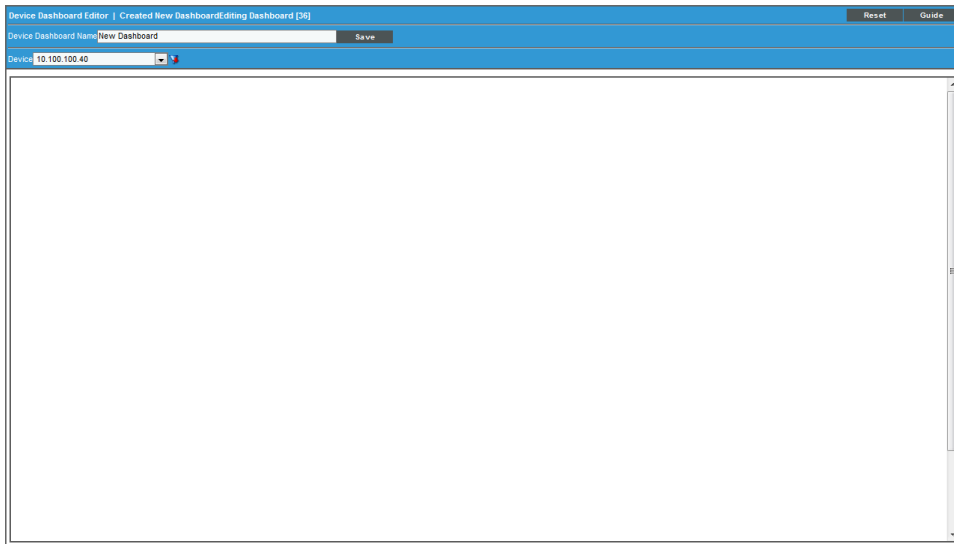 Device Dashboard Editor | Created New DashboardEditing Dashboard [36] Reset Guide
Device Dashboard Name New Dashboard Save
Device 10.100.100.40